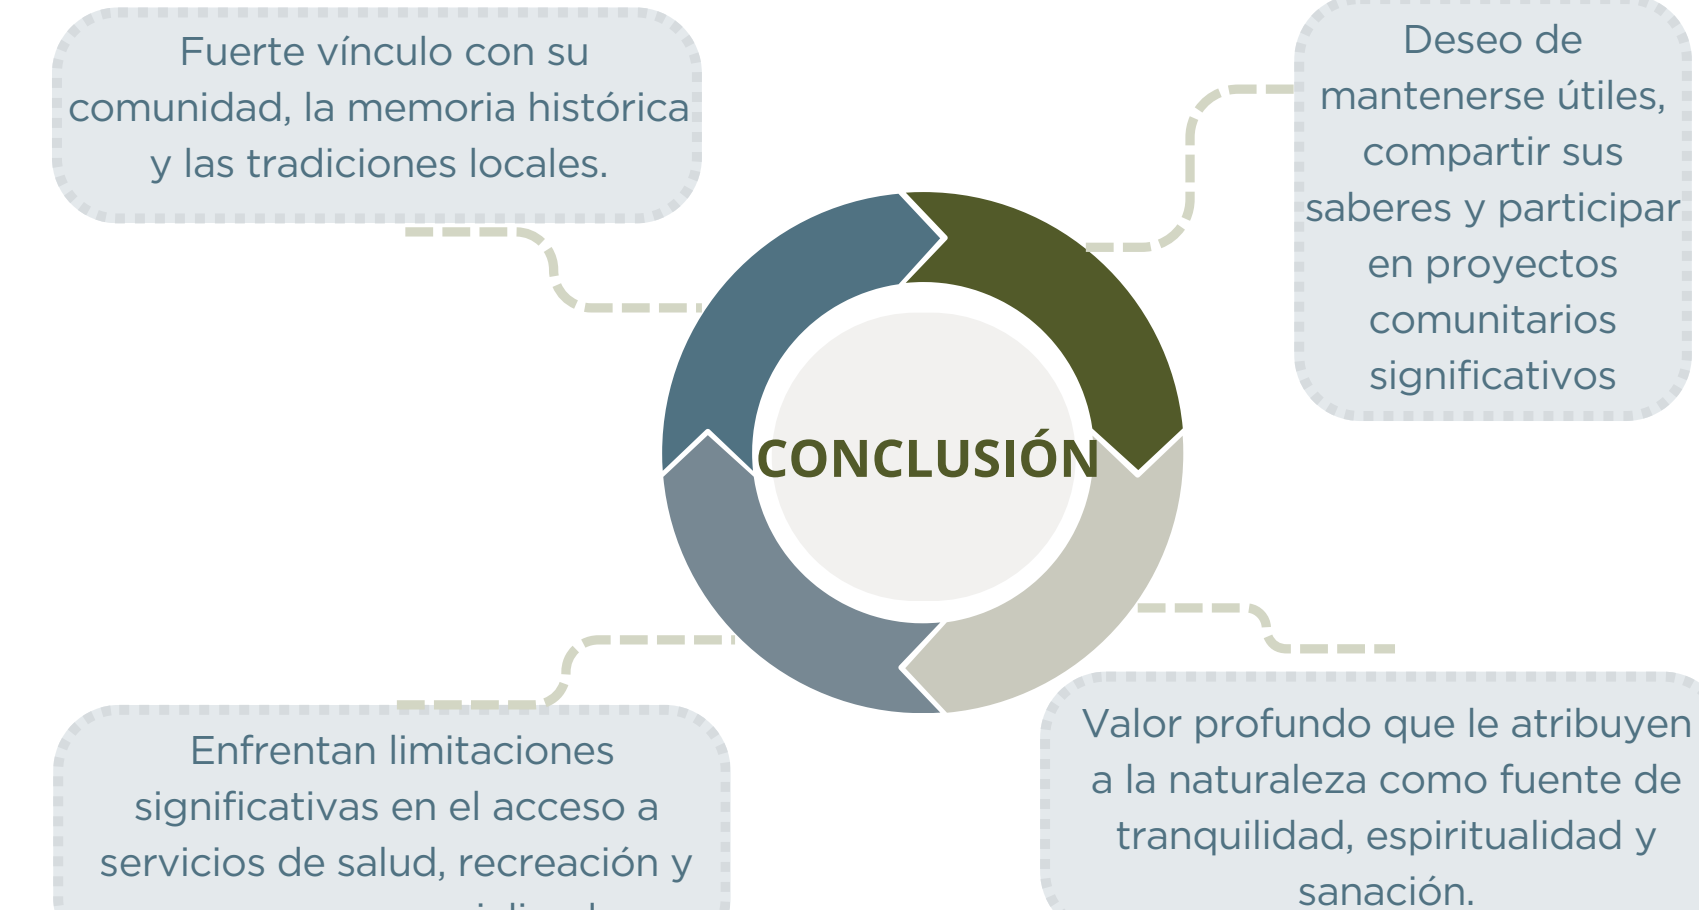 Fuerte vínculo con su
comunidad, la memoria histórica
y las tradiciones locales.
Deseo de
mantenerse útiles,
compartir sus
saberes y participar
en proyectos
comunitarios
significativos
CONCLUSIÓN
Enfrentan limitaciones
significativas en el acceso a
servicios de salud, recreación y
Valor profundo que le atribuyen
a la naturaleza como fuente de
tranquilidad, espiritualidad y
sanación.